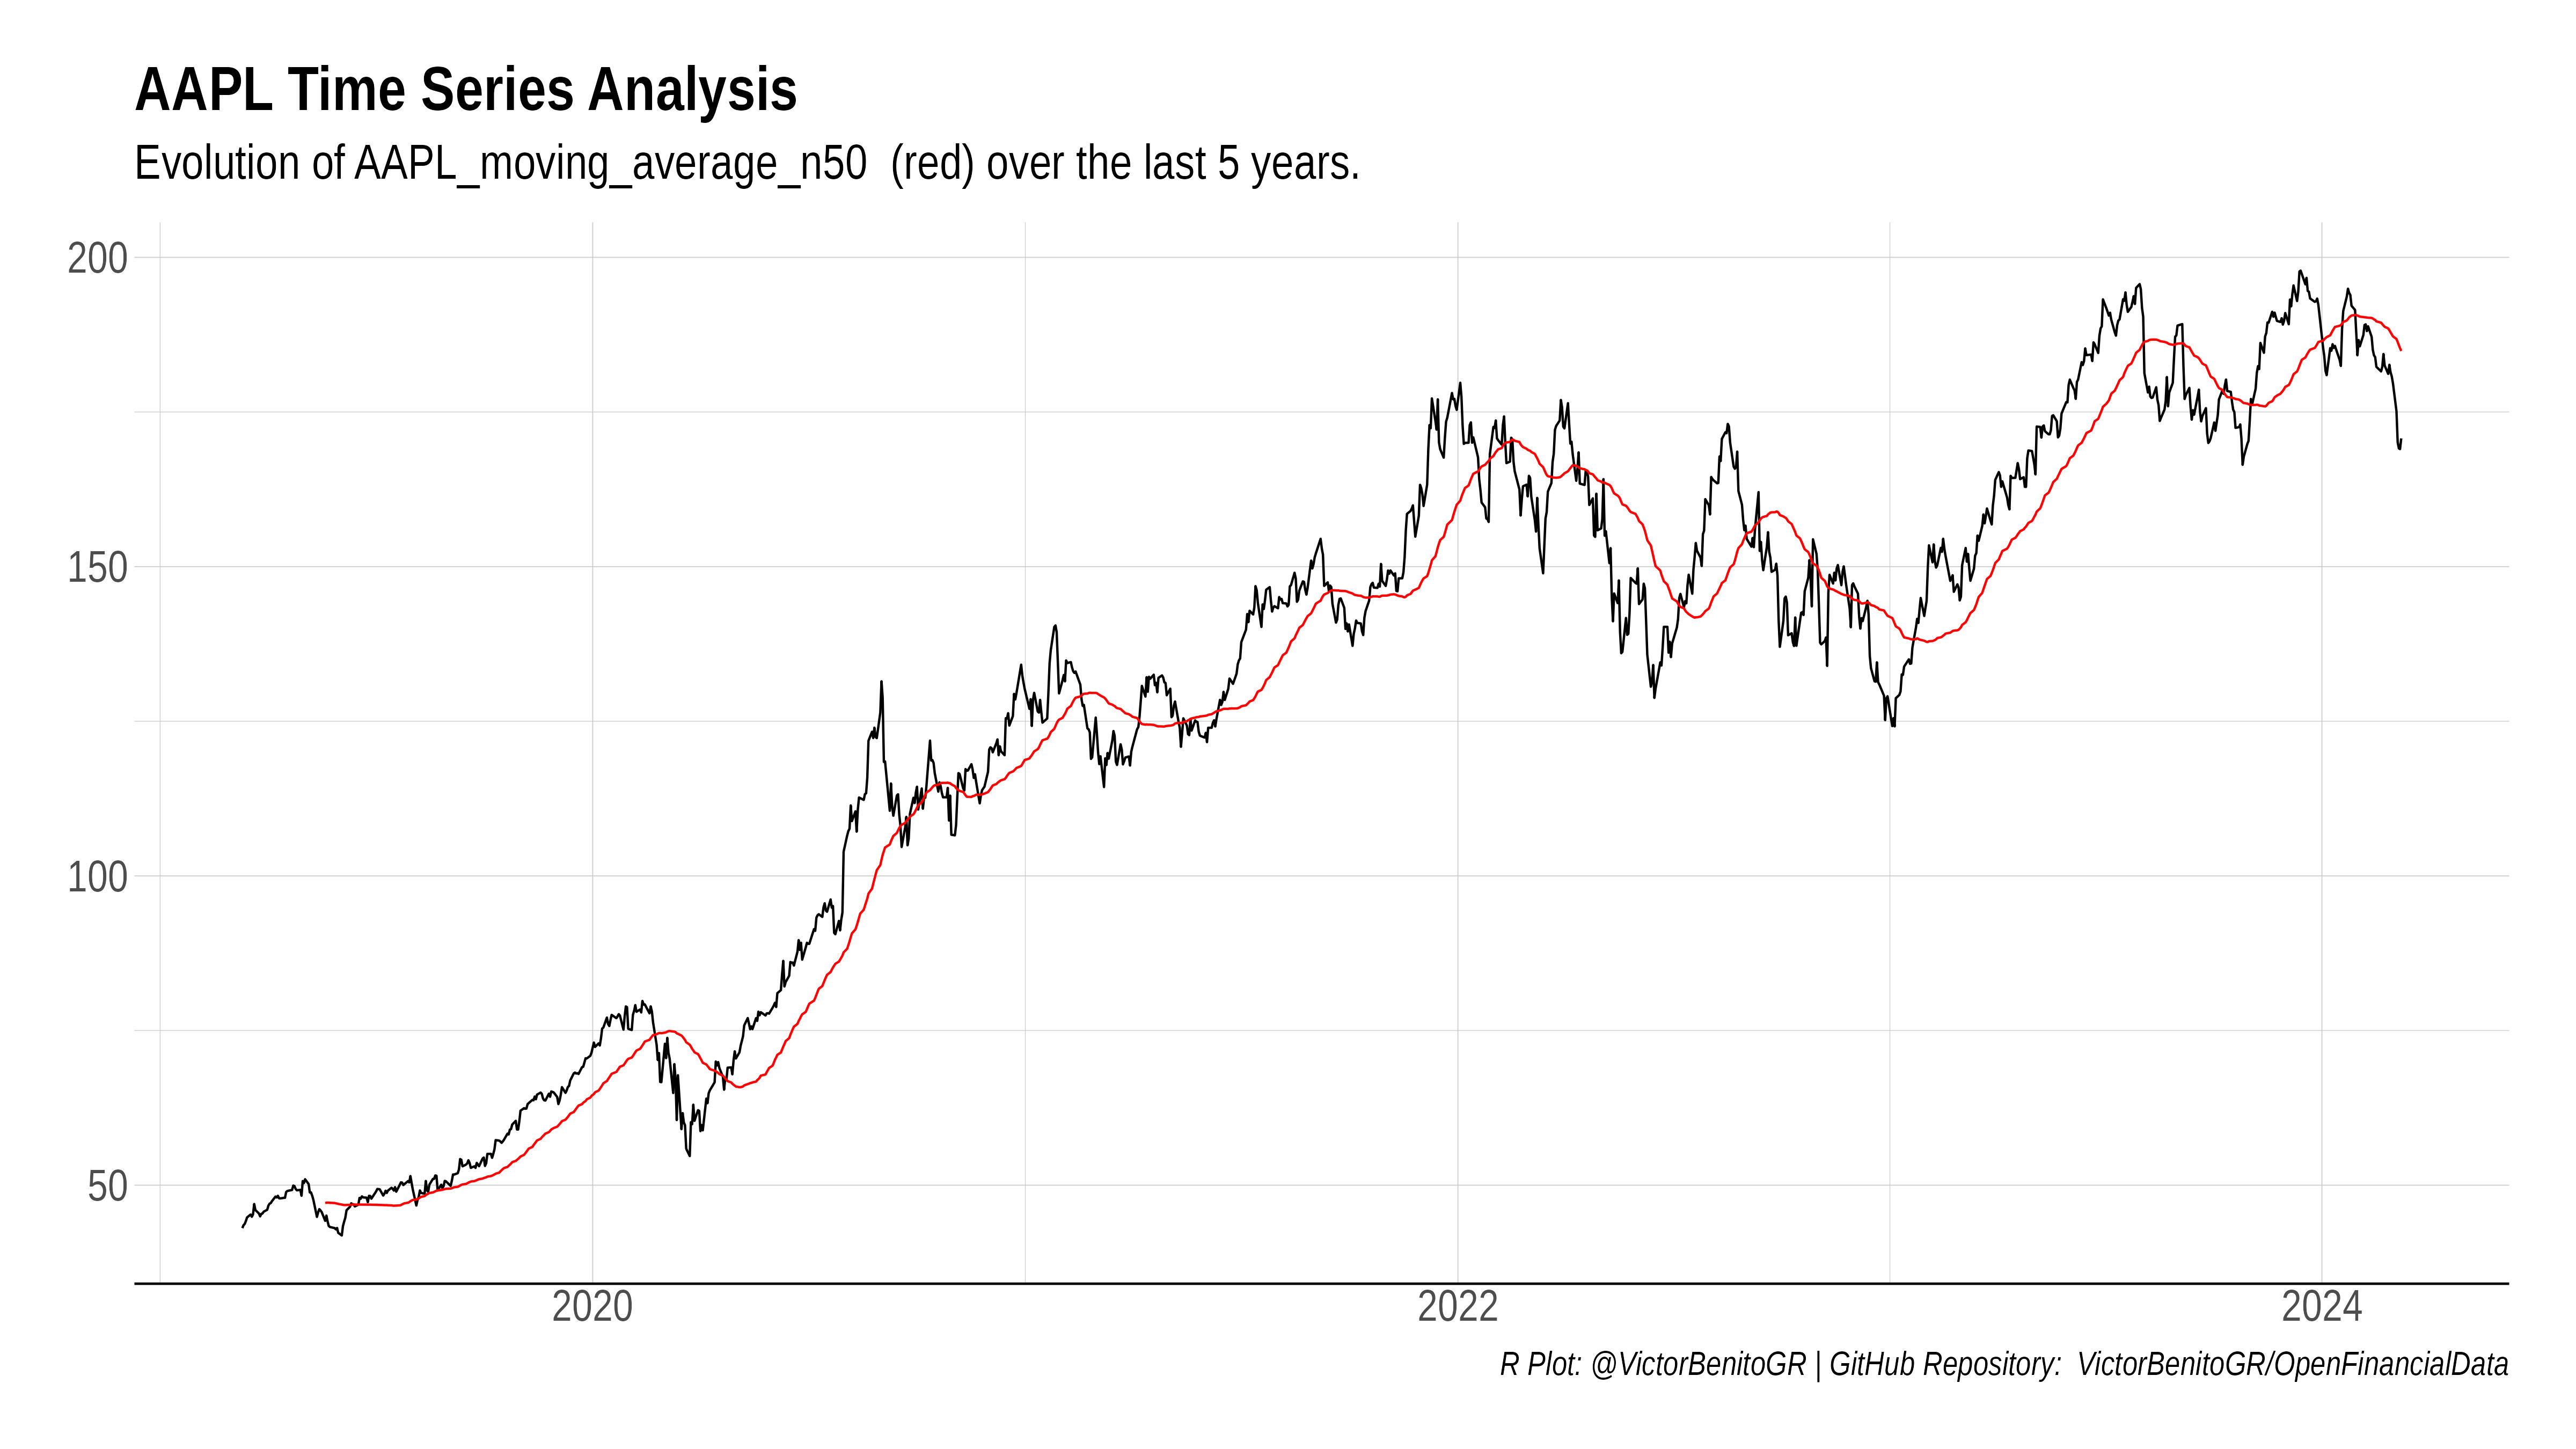 AAPL Time Series Analysis
Evolution of AAPL_moving_average_n50  (red) over the last 5 years.
200
150
100
50
2020
2022
2024
R Plot: @VictorBenitoGR | GitHub Repository:  VictorBenitoGR/OpenFinancialData